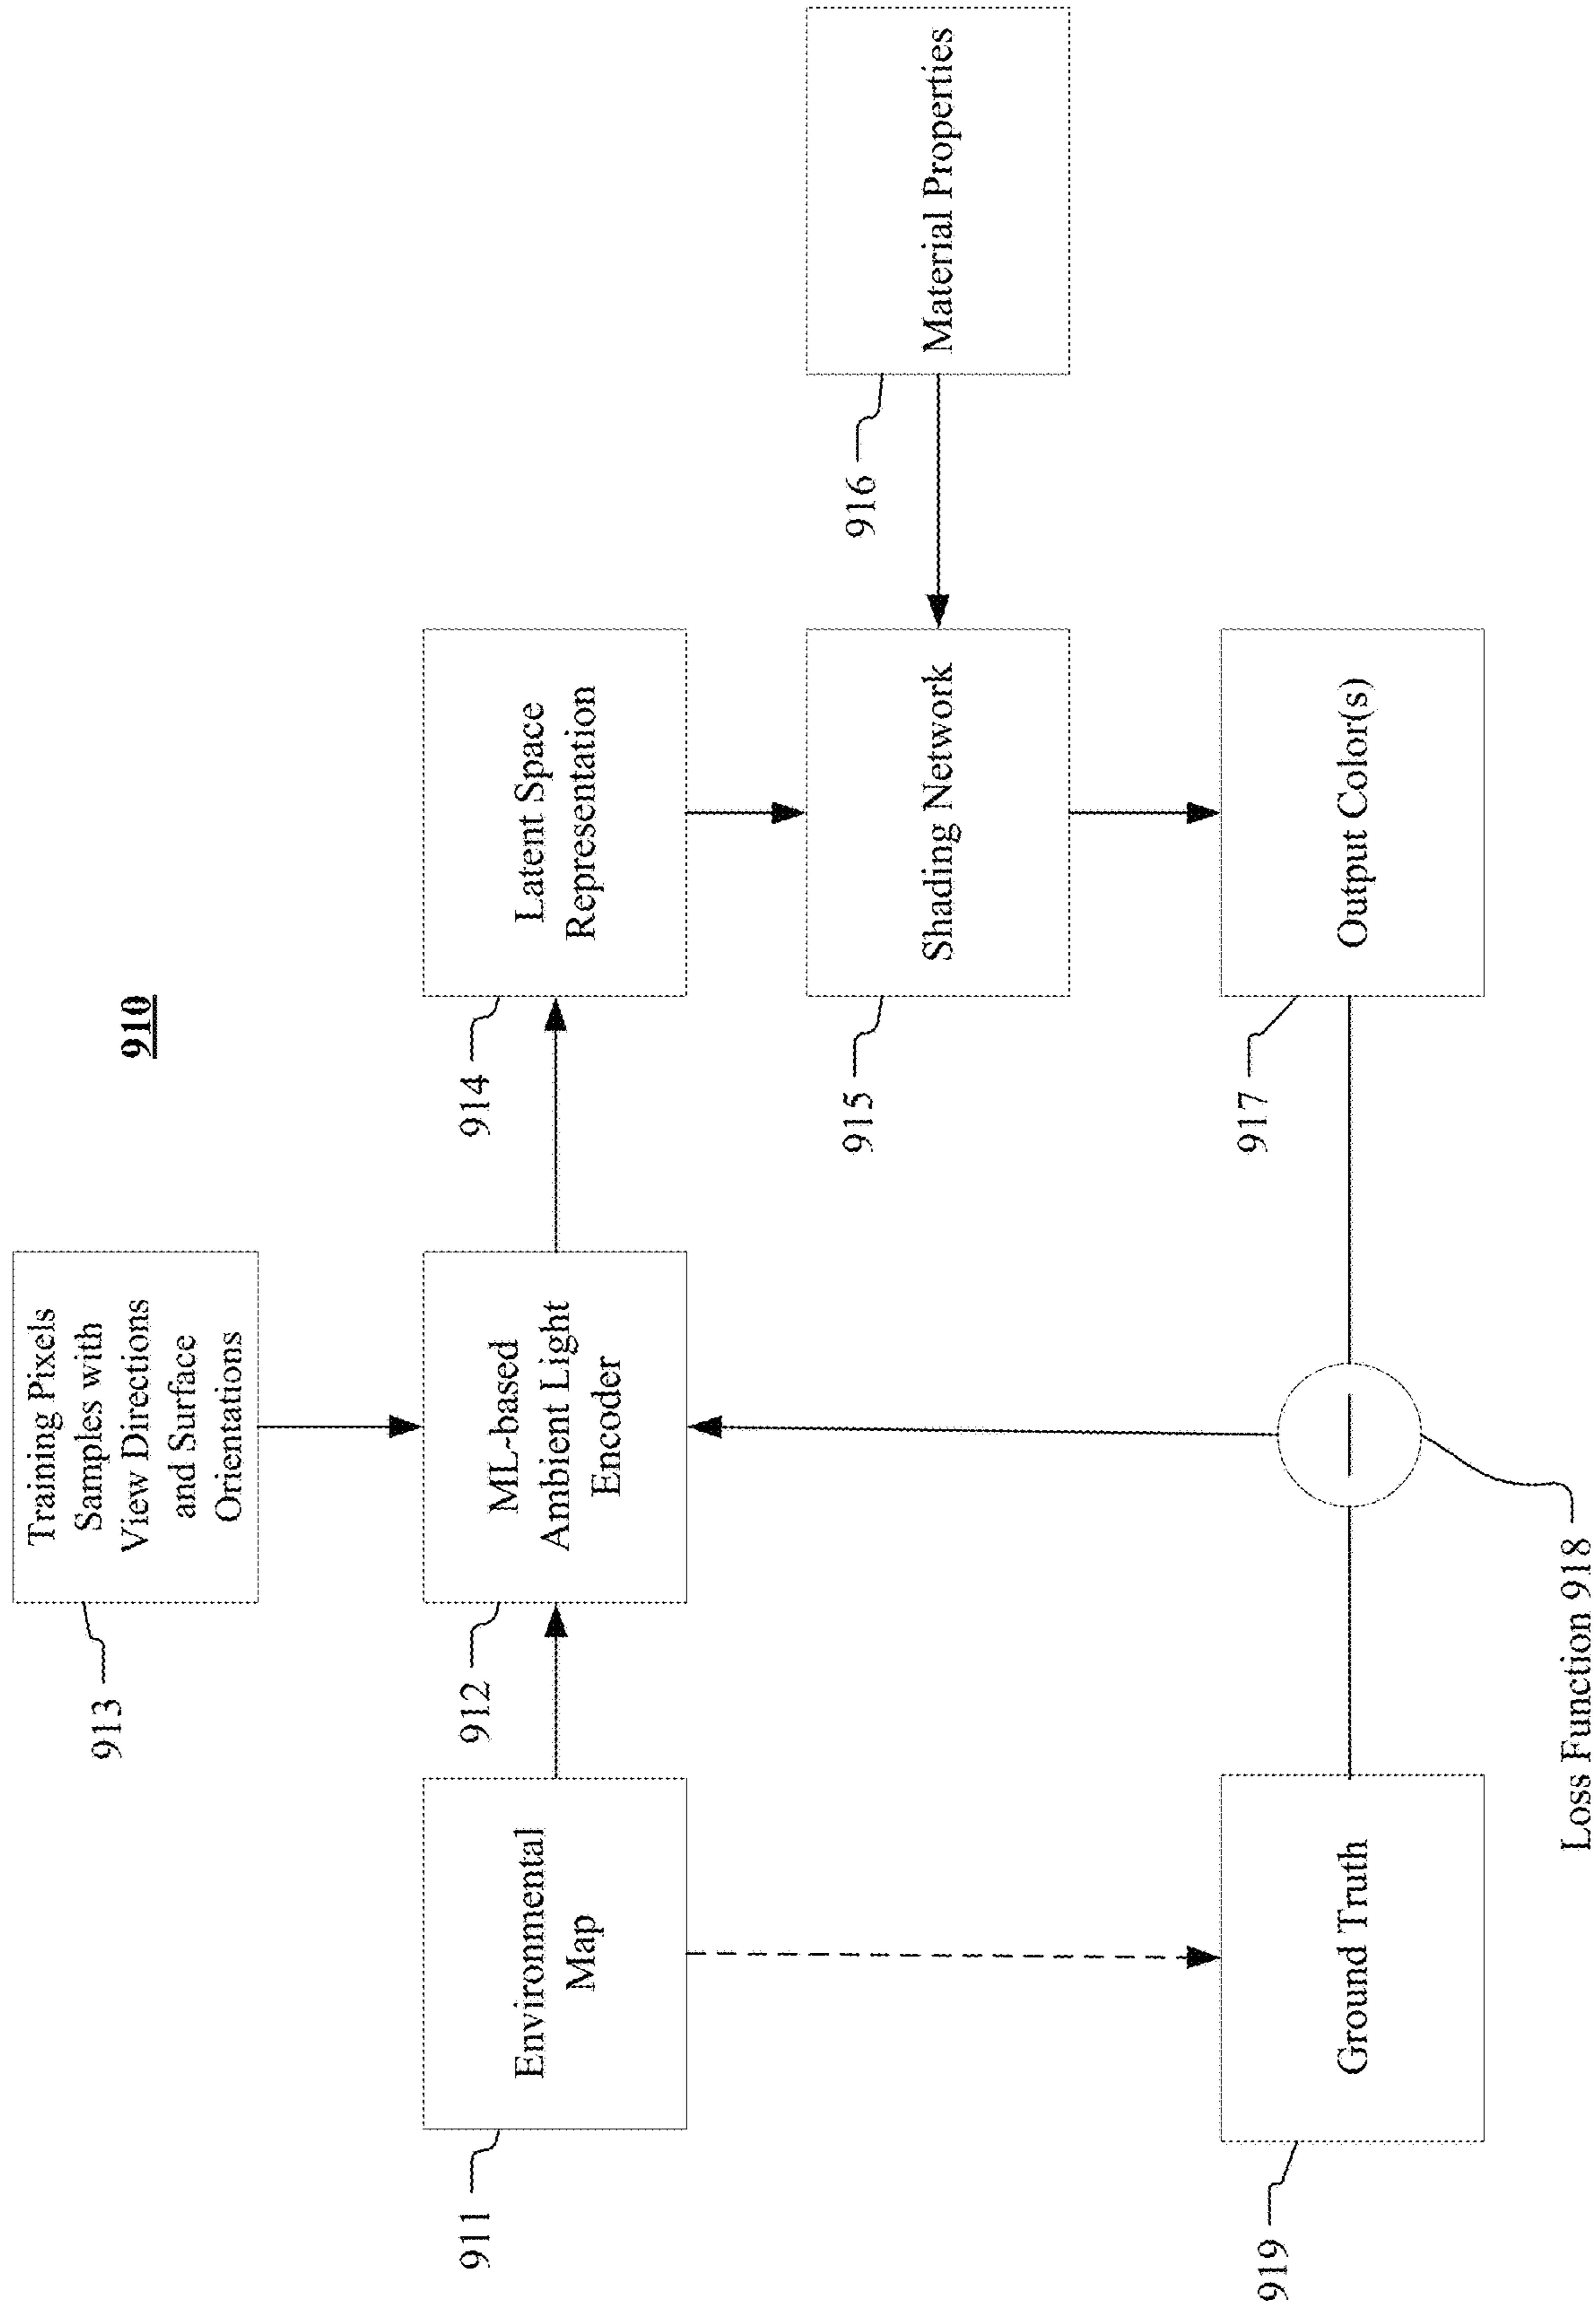 910
Training Pixels
Samples with
View Directions
and Surface
Orientations
913
Environmental
Map
911
ML-based
Ambient Light
Encoder
912
Latent Space
Representation
914
Shading Network
915
Material Properties
916
Ground Truth
919
Output Color(s)
917
Loss Function 918